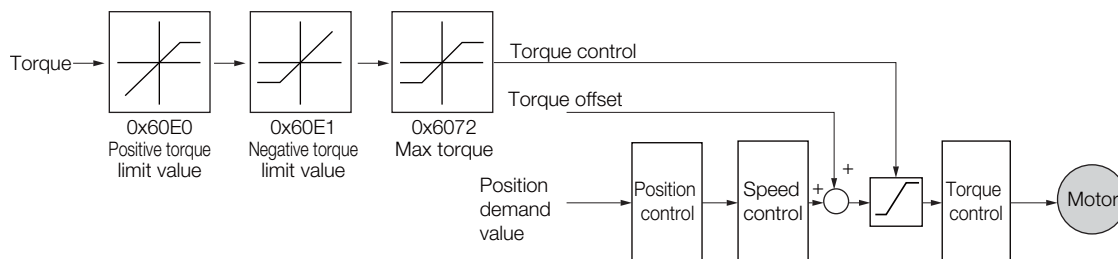 Torque
0x60E0
Positive torque
limit value
0x60E1
Negative torque
limit value
0x6072
Max torque
Torque control
Torque offset
Position
demand
value
Position
control
Speed
control
+
+
Torque
control
Motor